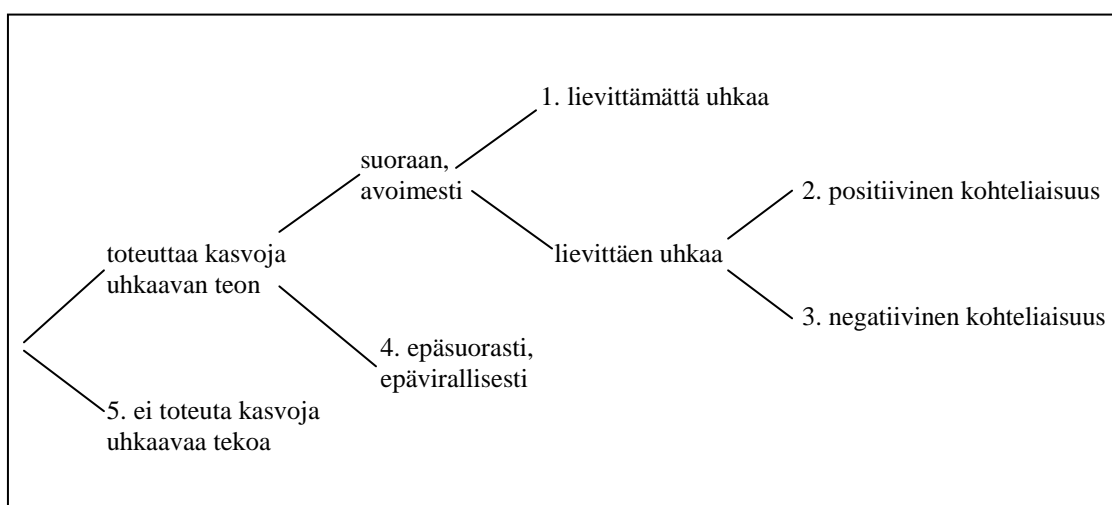 1. lievittämättä uhkaa
suoraan,
avoimesti
2. positiivinen kohteliaisuus
toteuttaa kasvoja
uhkaavan teon
lievittäen uhkaa
3. negatiivinen kohteliaisuus
4. epäsuorasti,
epävirallisesti
5. ei toteuta kasvoja
uhkaavaa tekoa